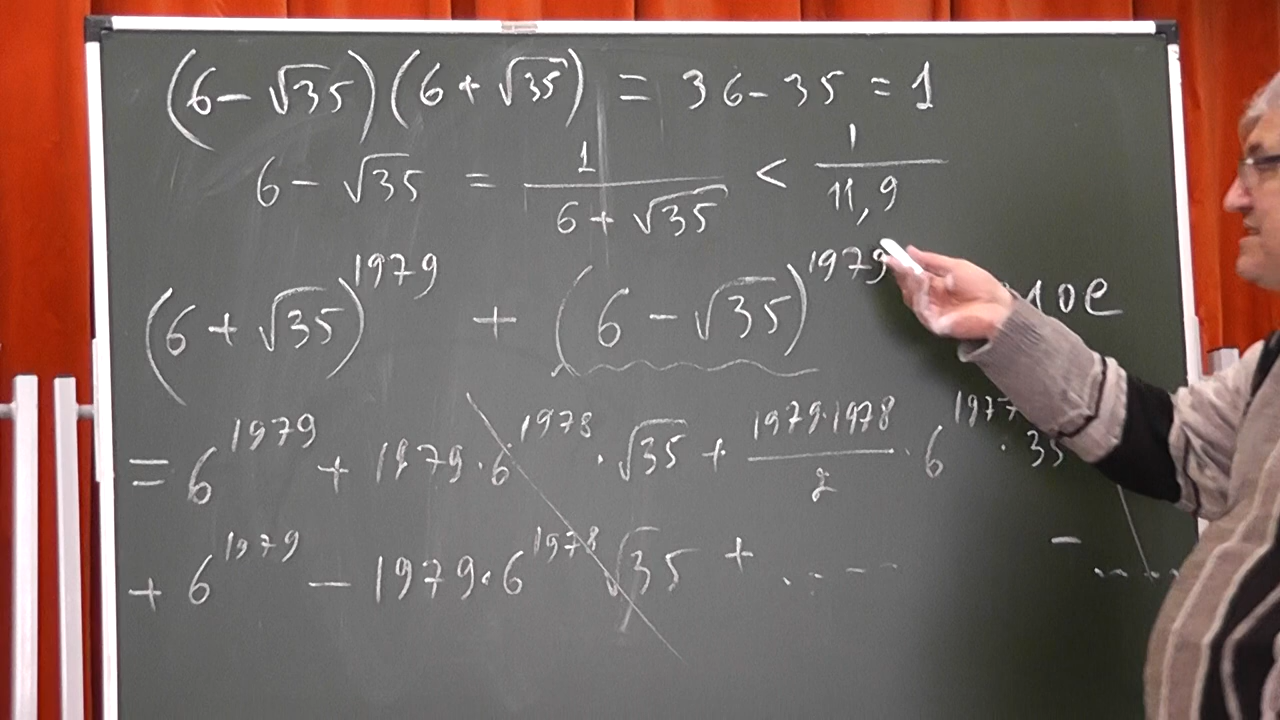 (6 - √35)(6 + √35) = 36 - 35 = 1
6 - √35 = 1/(6 + √35) < 1/11,9
(6 + √35)^1979 + (6 - √35)^1979
= 6^1979 + 1979·6^1978·√35 + (1979·1978)/2 · 6^1977 · 35
+ 6^1979 - 1979·6^1978 √35 + ..... - .....